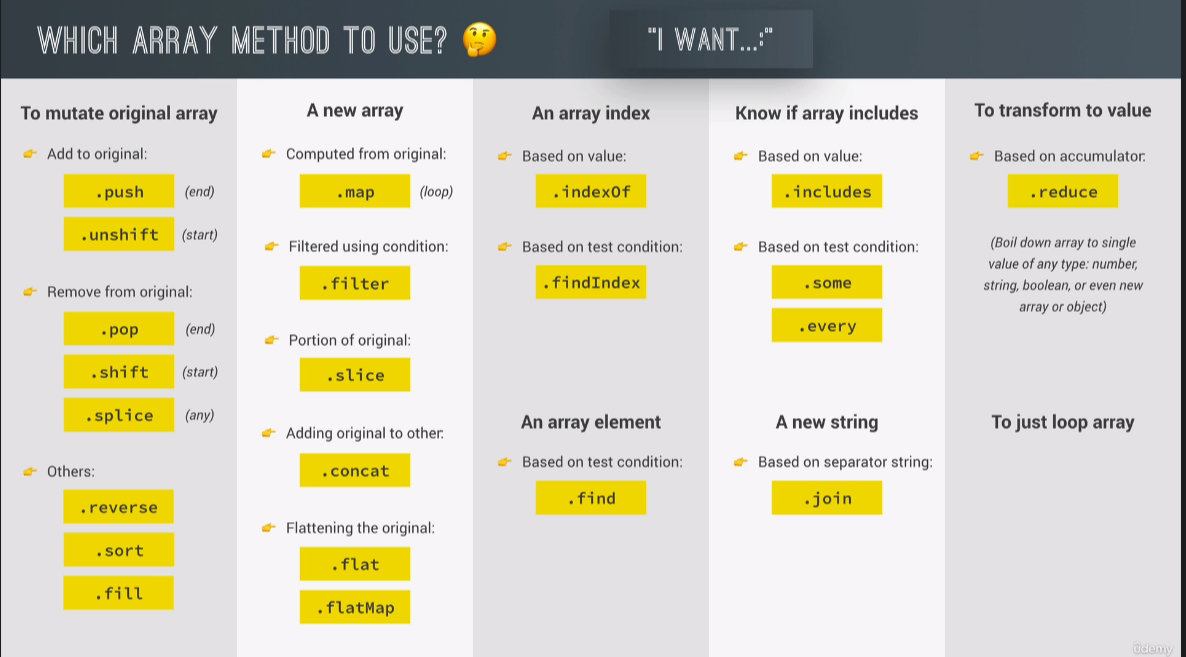 WHICH ARRAY METHOD TO USE? 🤔
"I WANT...:"
To mutate original array
👉 Add to original:
.push (end)
.unshift (start)
👉 Remove from original:
.pop (end)
.shift (start)
.splice (any)
👉 Others:
.reverse
.sort
.fill
A new array
👉 Computed from original:
.map (loop)
👉 Filtered using condition:
.filter
👉 Portion of original:
.slice
👉 Adding original to other:
.concat
👉 Flattening the original:
.flat
.flatMap
An array index
👉 Based on value:
.indexOf
👉 Based on test condition:
.findIndex
An array element
👉 Based on test condition:
.find
Know if array includes
👉 Based on value:
.includes
👉 Based on test condition:
.some
.every
A new string
👉 Based on separator string:
.join
To transform to value
👉 Based on accumulator:
.reduce
(Boil down array to single
value of any type: number,
string, boolean, or even new
array or object)
To just loop array
ûdemy